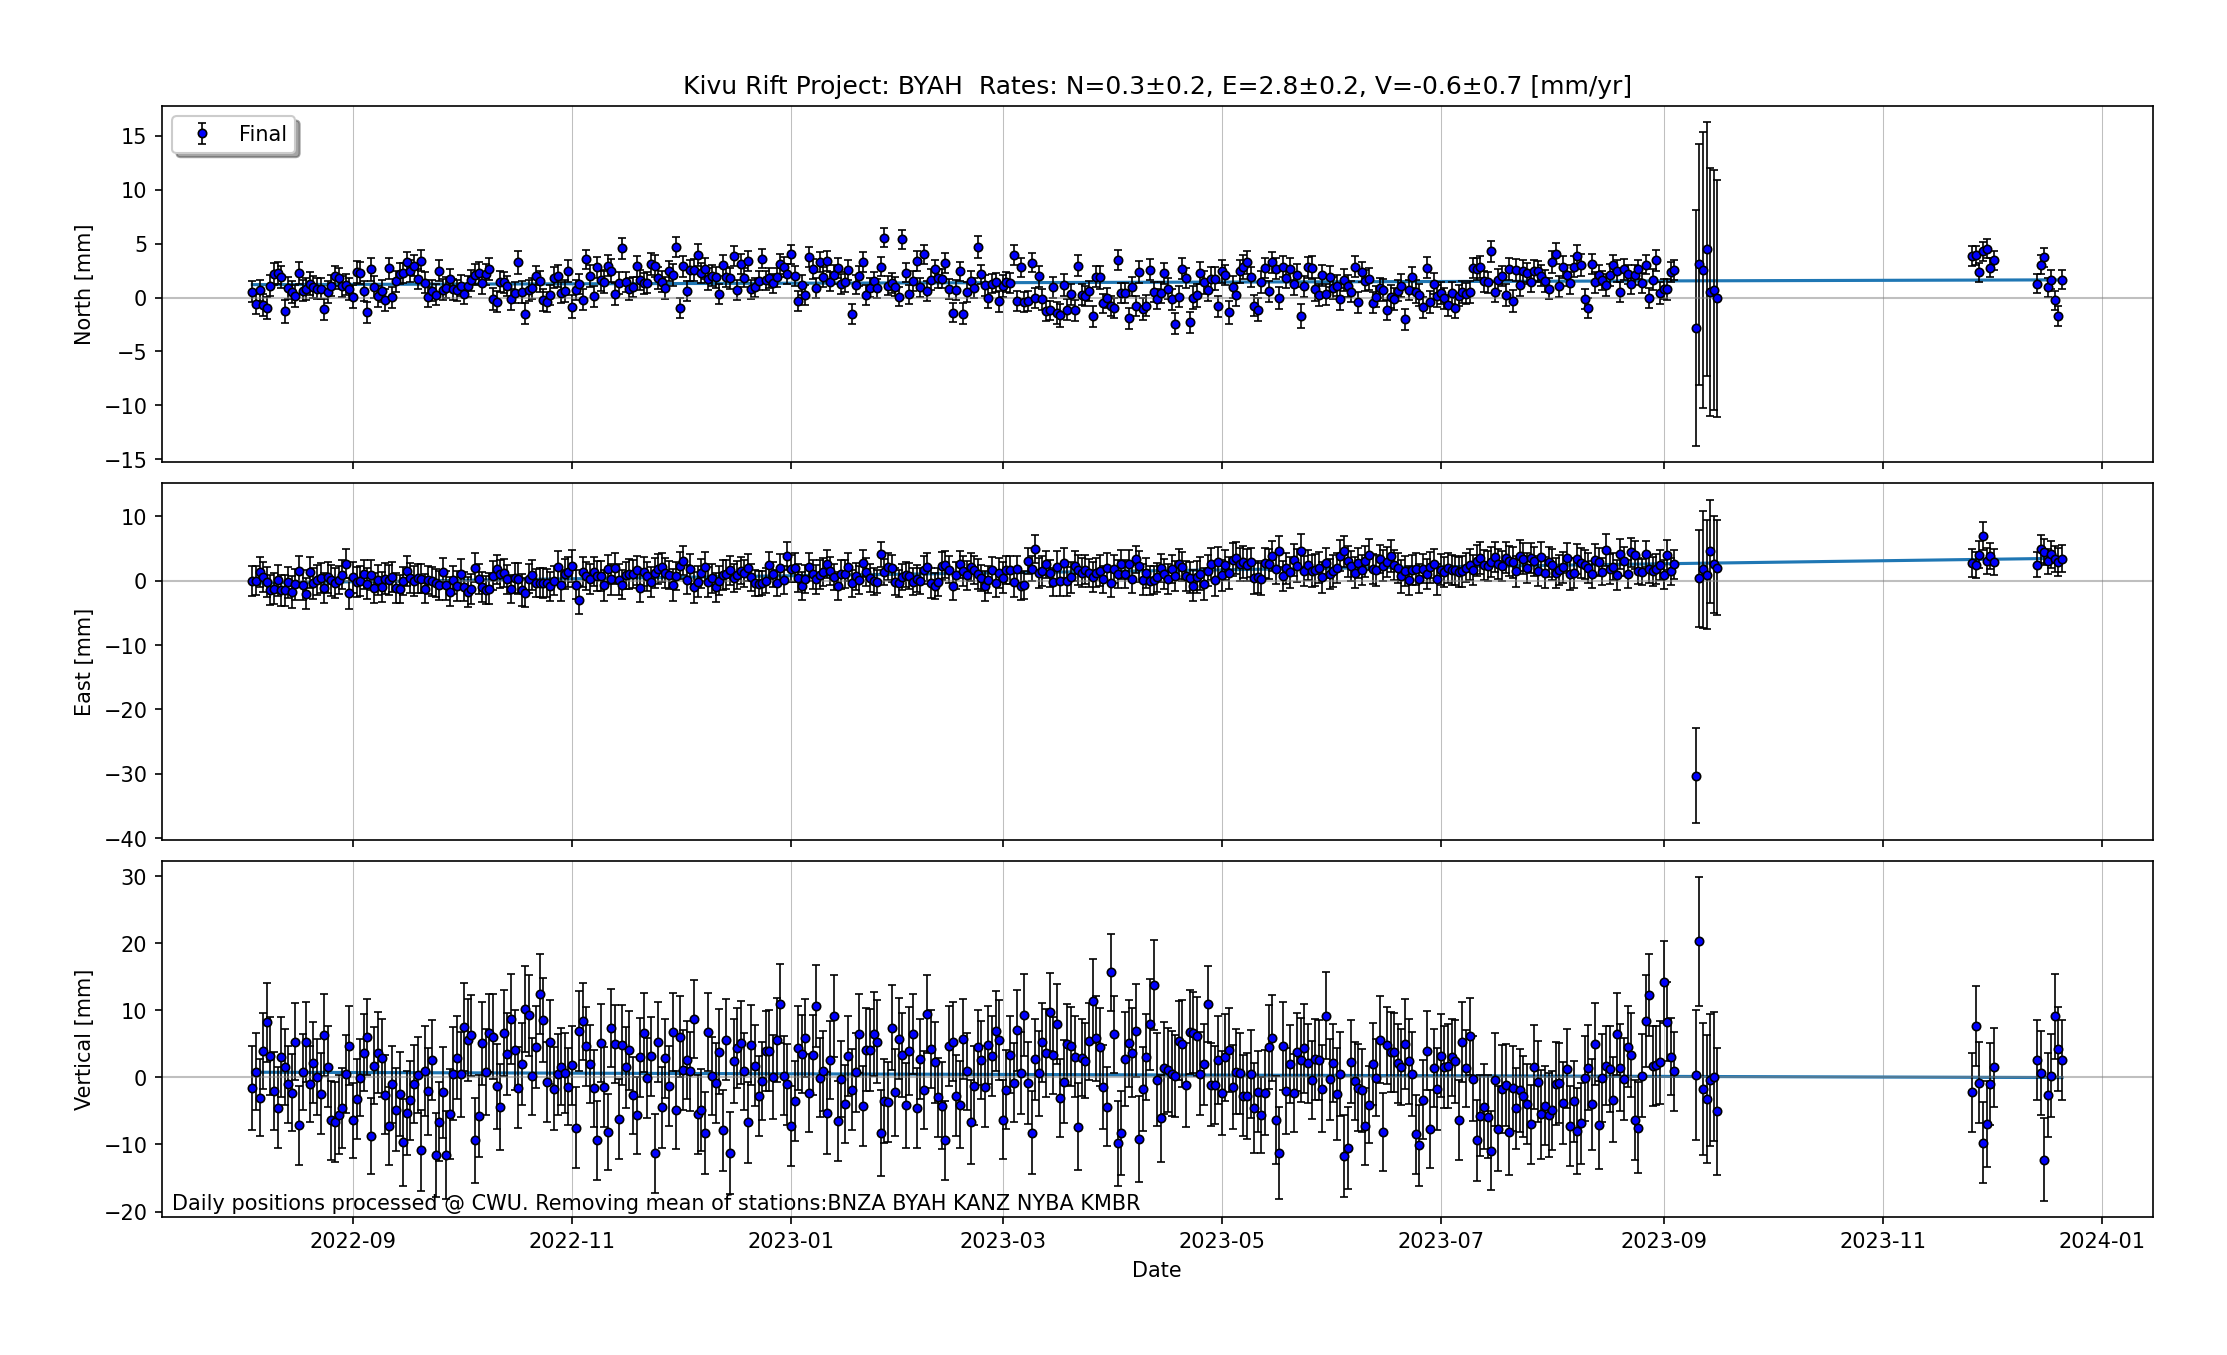 Kivu Rift Project: BYAH  Rates: N=0.3±0.2, E=2.8±0.2, V=-0.6±0.7 [mm/yr]
Final
North [mm]
15
10
5
0
−5
−10
−15
East [mm]
10
0
−10
−20
−30
−40
Vertical [mm]
30
20
10
0
−10
−20
Daily positions processed @ CWU. Removing mean of stations:BNZA BYAH KANZ NYBA KMBR
2022-09 2022-11 2023-01 2023-03 2023-05 2023-07 2023-09 2023-11 2024-01
Date